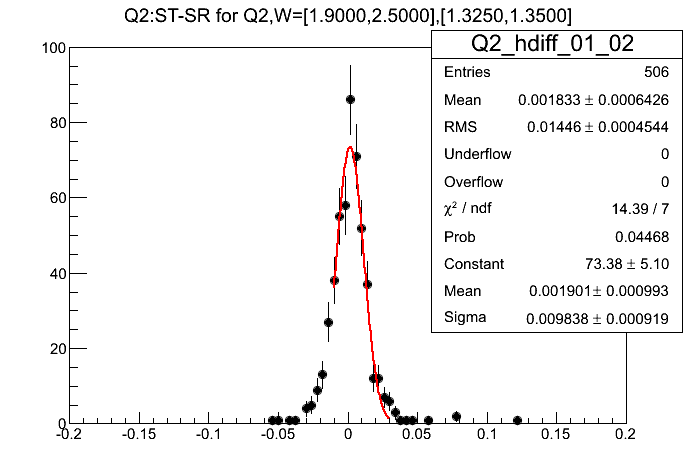 Q2:ST-SR for Q2,W=[1.9000,2.5000],[1.3250,1.3500]
Q2_hdiff_01_02
Entries 506
Mean 0.001833 ± 0.0006426
RMS 0.01446 ± 0.0004544
Underflow 0
Overflow 0
χ² / ndf 14.39 / 7
Prob 0.04468
Constant 73.38 ± 5.10
Mean 0.001901 ± 0.000993
Sigma 0.009838 ± 0.000919
100
80
60
40
20
0
-0.2 -0.15 -0.1 -0.05 0 0.05 0.1 0.15 0.2